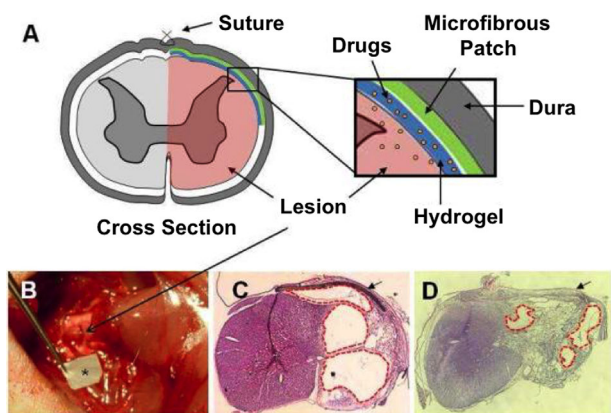 A
Suture
Drugs
Microfibrous
Patch
Dura
Lesion
Hydrogel
Cross Section
B
*
C
*
D